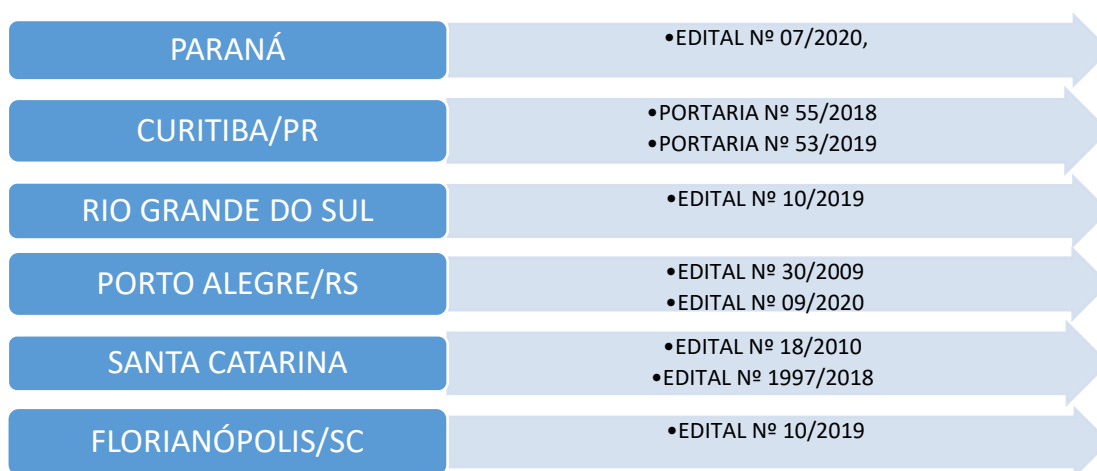 PARANÁ
•EDITAL Nº 07/2020,
CURITIBA/PR
•PORTARIA Nº 55/2018
•PORTARIA Nº 53/2019
RIO GRANDE DO SUL
•EDITAL Nº 10/2019
PORTO ALEGRE/RS
•EDITAL Nº 30/2009
•EDITAL Nº 09/2020
SANTA CATARINA
•EDITAL Nº 18/2010
•EDITAL Nº 1997/2018
FLORIANÓPOLIS/SC
•EDITAL Nº 10/2019